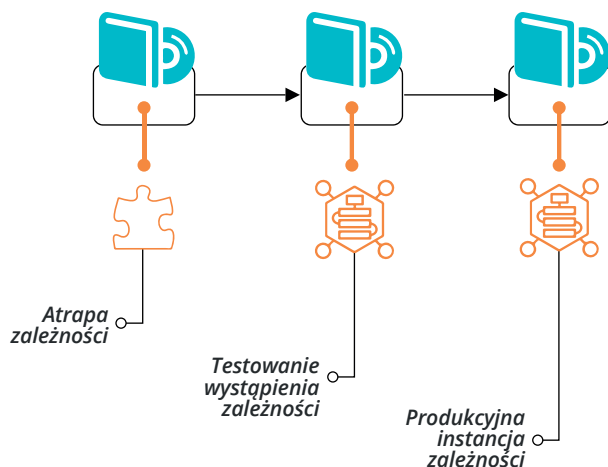 Atrapa
zależności
Testowanie
wystąpienia
zależności
Produkcyjna
instancja
zależności